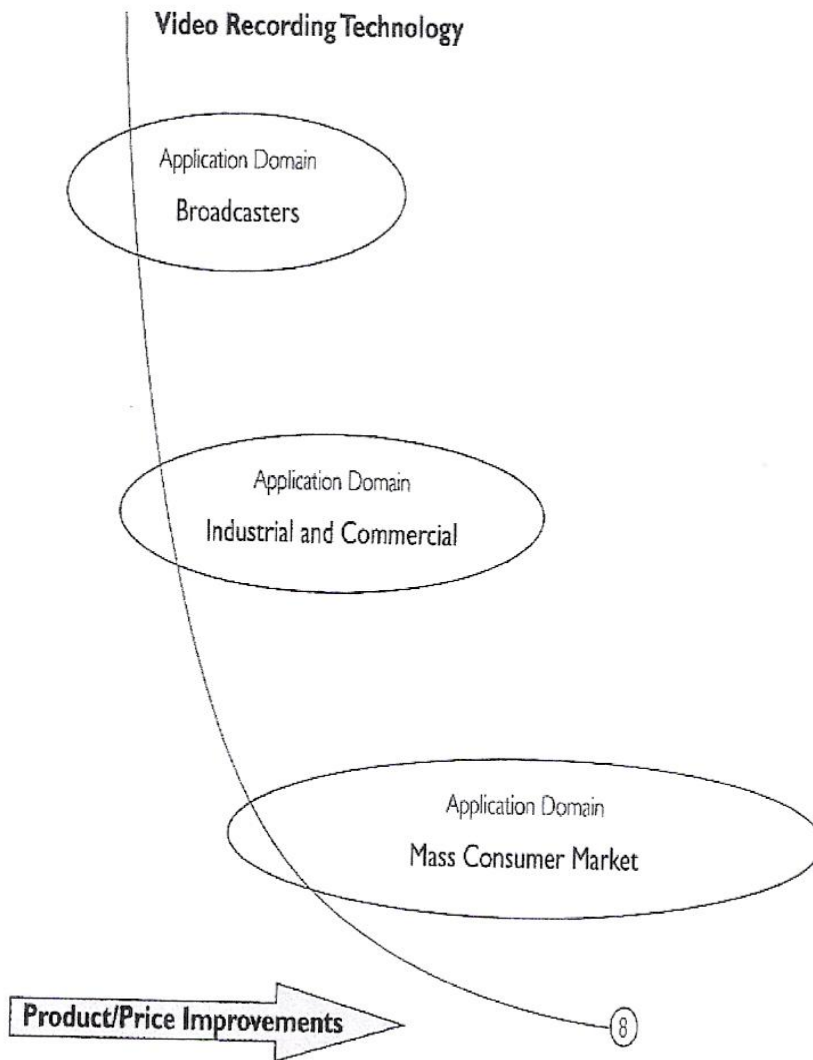 Video Recording Technology
Application Domain
Broadcasters
Application Domain
Industrial and Commercial
Application Domain
Mass Consumer Market
Product/Price Improvements
8